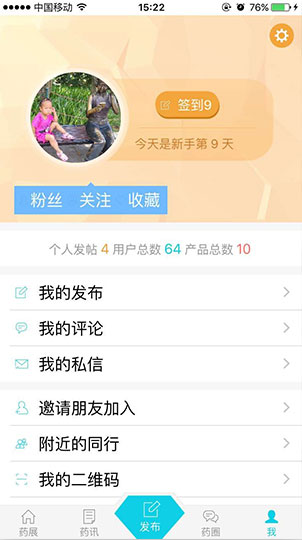 中国移动 15:22 76%
签到9
今天是新手第 9 天
粉丝 关注 收藏
个人发帖 4 用户总数 64 产品总数 10
我的发布
我的评论
我的私信
邀请朋友加入
附近的同行
我的二维码
药展 药讯 发布 药圈 我